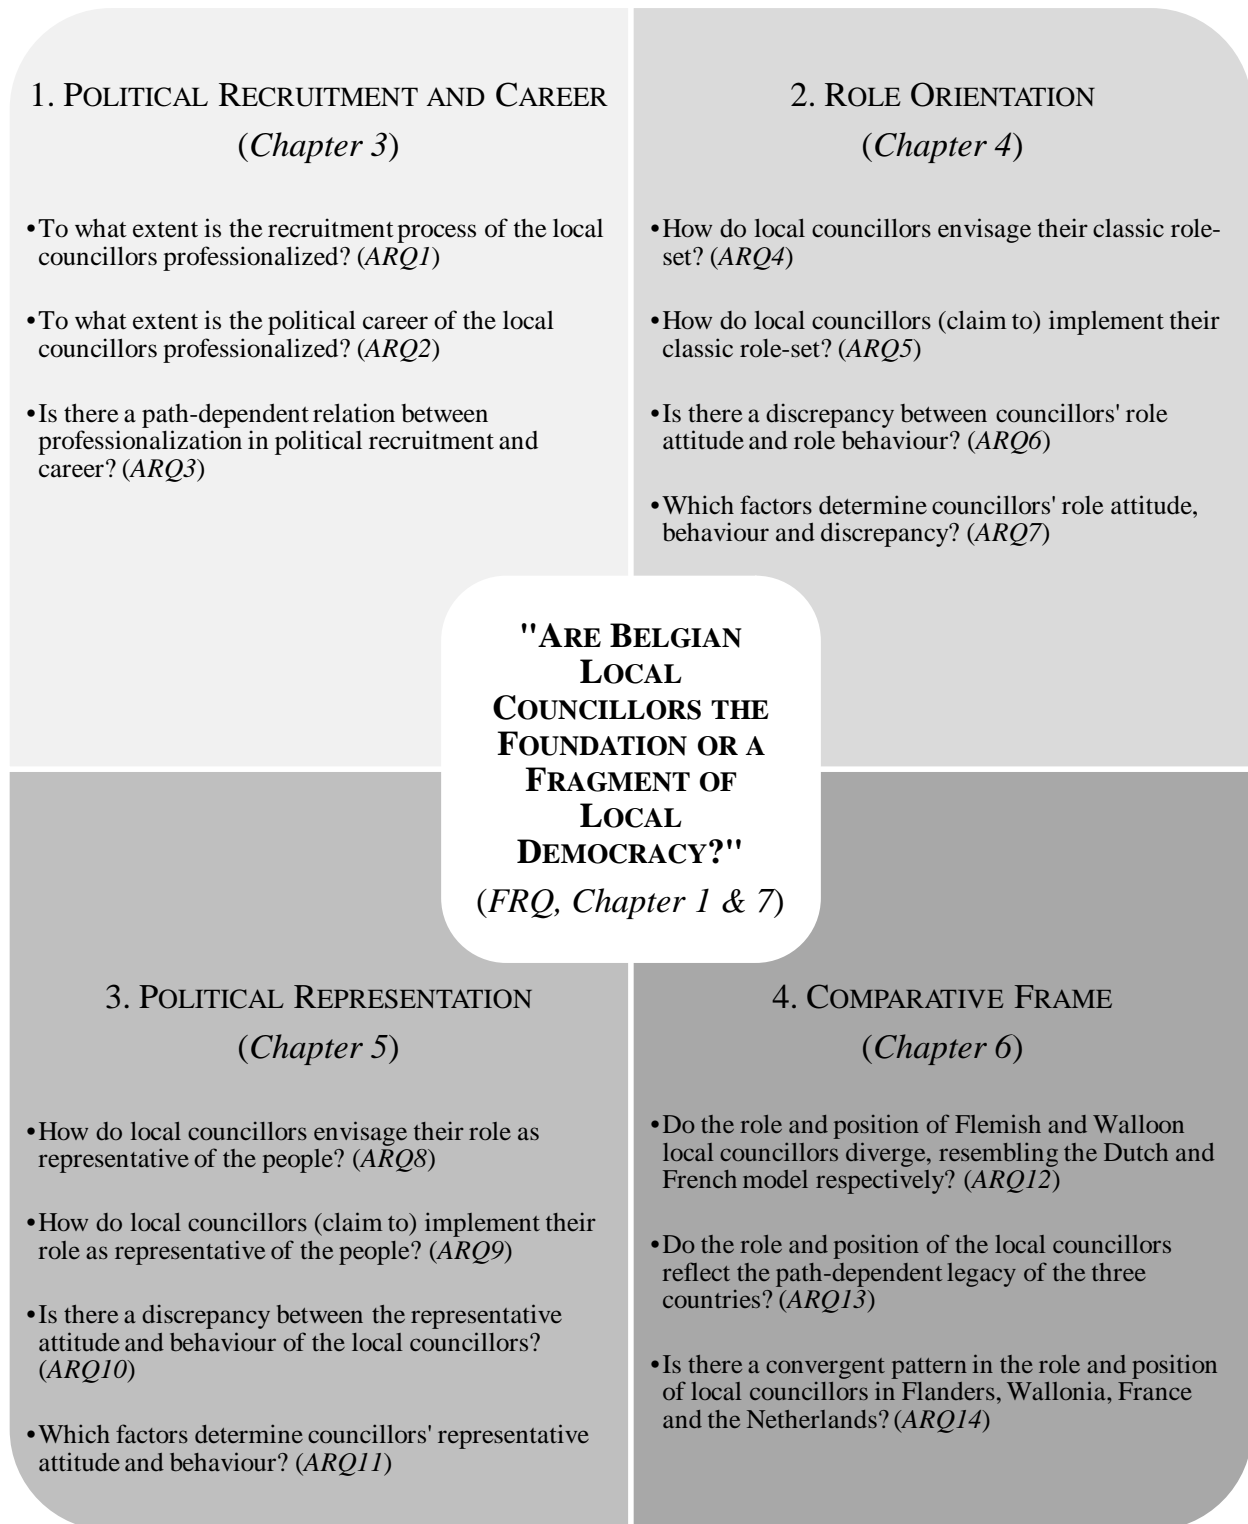 1. POLITICAL RECRUITMENT AND CAREER
(Chapter 3)
•To what extent is the recruitment process of the local
councillors professionalized? (ARQ1)
•To what extent is the political career of the local
councillors professionalized? (ARQ2)
•Is there a path-dependent relation between
professionalization in political recruitment and
career? (ARQ3)
2. ROLE ORIENTATION
(Chapter 4)
•How do local councillors envisage their classic role-
set? (ARQ4)
•How do local councillors (claim to) implement their
classic role-set? (ARQ5)
•Is there a discrepancy between councillors' role
attitude and role behaviour? (ARQ6)
•Which factors determine councillors' role attitude,
behaviour and discrepancy? (ARQ7)
"ARE BELGIAN
LOCAL
COUNCILLORS THE
FOUNDATION OR A
FRAGMENT OF
LOCAL
DEMOCRACY?"
(FRQ, Chapter 1 & 7)
3. POLITICAL REPRESENTATION
(Chapter 5)
•How do local councillors envisage their role as
representative of the people? (ARQ8)
•How do local councillors (claim to) implement their
role as representative of the people? (ARQ9)
•Is there a discrepancy between the representative
attitude and behaviour of the local councillors?
(ARQ10)
•Which factors determine councillors' representative
attitude and behaviour? (ARQ11)
4. COMPARATIVE FRAME
(Chapter 6)
•Do the role and position of Flemish and Walloon
local councillors diverge, resembling the Dutch and
French model respectively? (ARQ12)
•Do the role and position of the local councillors
reflect the path-dependent legacy of the three
countries? (ARQ13)
•Is there a convergent pattern in the role and position
of local councillors in Flanders, Wallonia, France
and the Netherlands? (ARQ14)